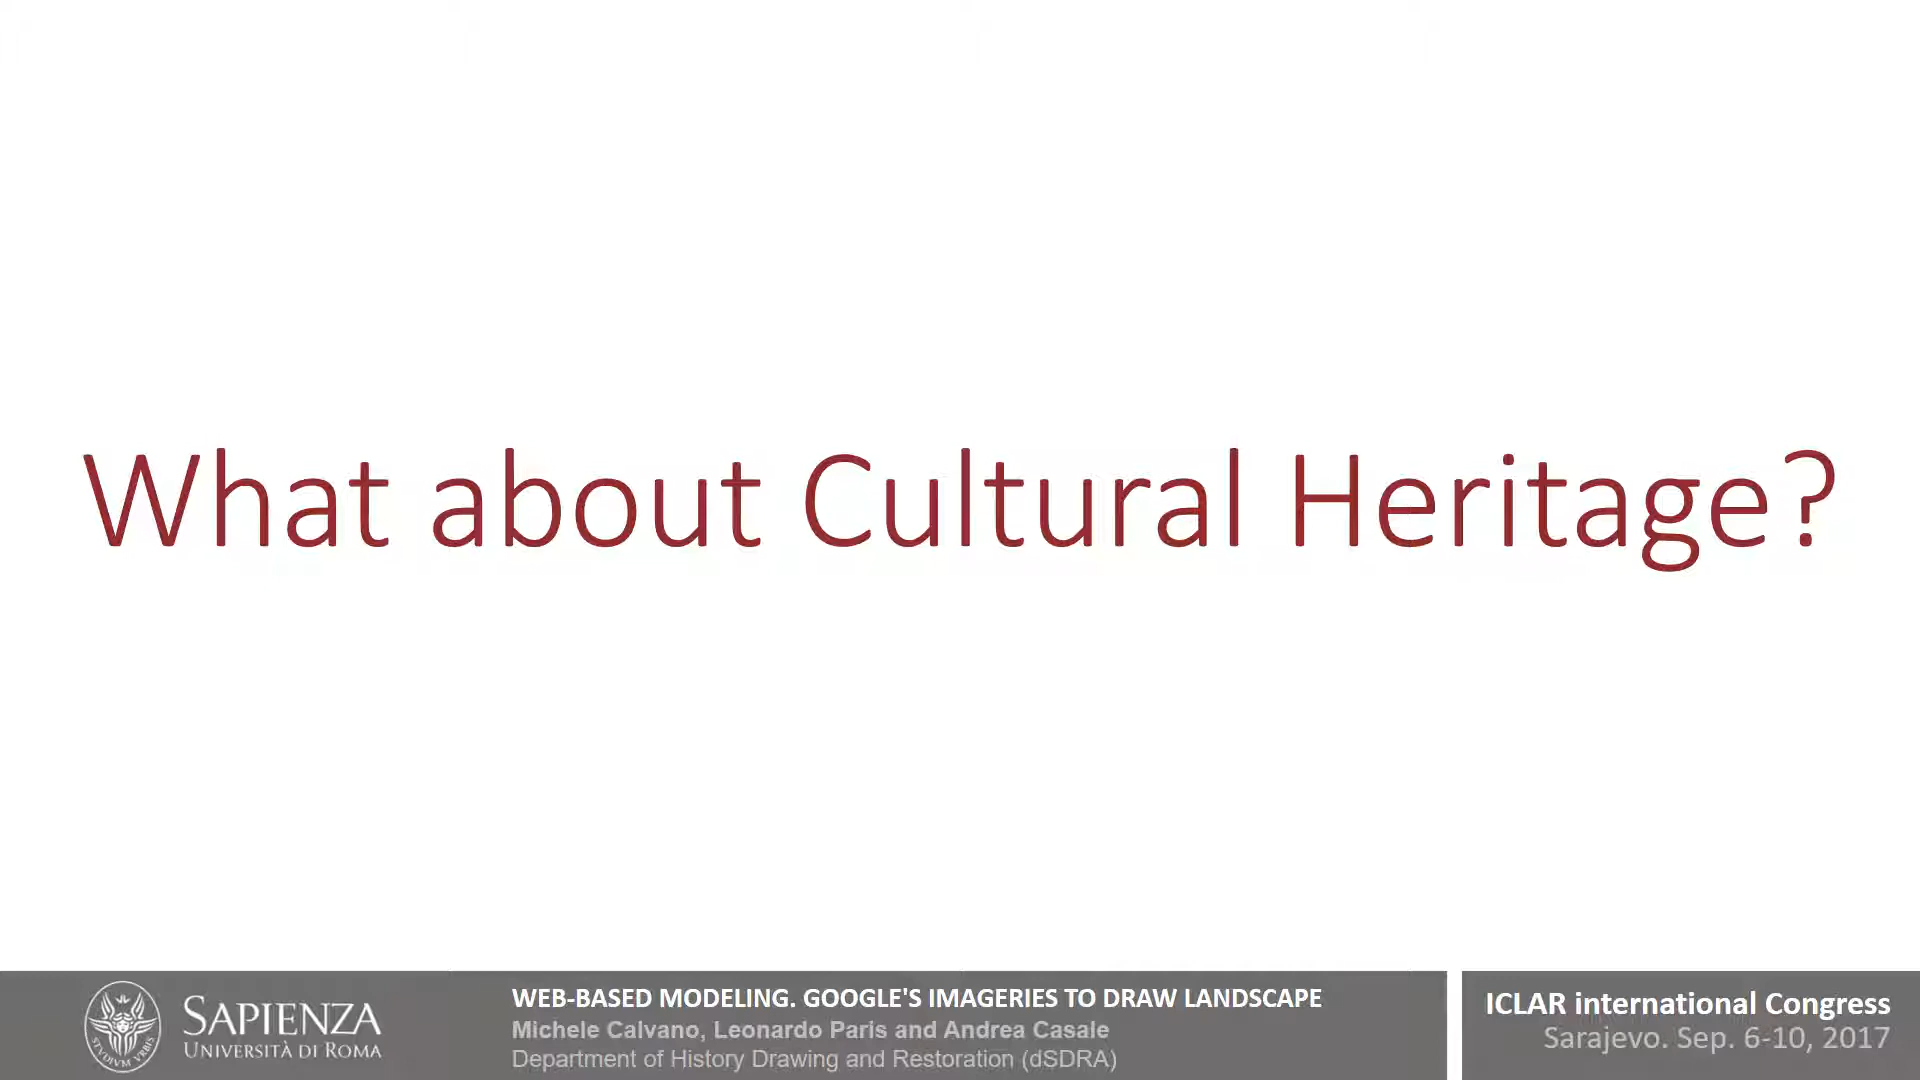 What about Cultural Heritage?
STVDIVM VRBIS
SAPIENZA
UNIVERSITÀ DI ROMA
WEB-BASED MODELING. GOOGLE'S IMAGERIES TO DRAW LANDSCAPE
Michele Calvano, Leonardo Paris and Andrea Casale
Department of History Drawing and Restoration (dSDRA)
ICLAR international Congress
Sarajevo. Sep. 6-10, 2017